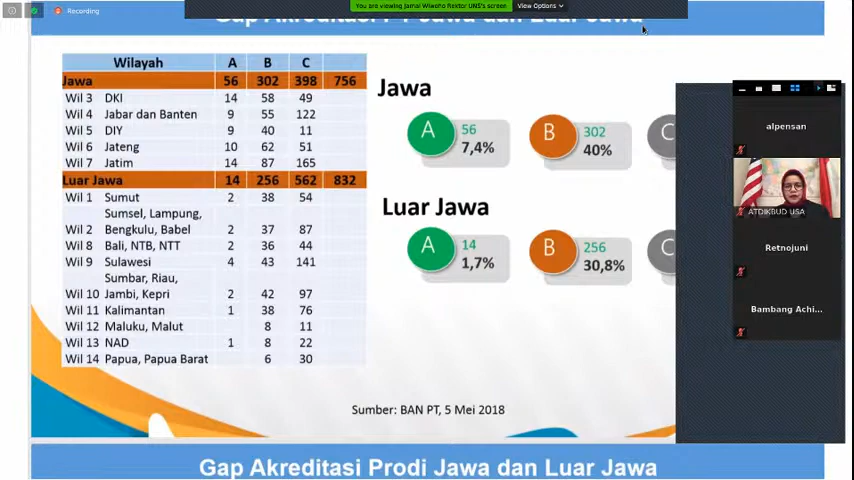 Recording
You are viewing Jamal Wiwoho Rektor UNS's screen
View Options
Gap Akreditasi PT Jawa dan Luar Jawa
Wilayah A B C
Jawa 56 302 398 756
Wil 3 DKI 14 58 49
Wil 4 Jabar dan Banten 9 55 122
Wil 5 DIY 9 40 11
Wil 6 Jateng 10 62 51
Wil 7 Jatim 14 87 165
Luar Jawa 14 256 562 832
Wil 1 Sumut 2 38 54
Sumsel, Lampung,
Wil 2 Bengkulu, Babel 2 37 87
Wil 8 Bali, NTB, NTT 2 36 44
Wil 9 Sulawesi 4 43 141
Sumbar, Riau,
Wil 10 Jambi, Kepri 2 42 97
Wil 11 Kalimantan 1 38 76
Wil 12 Maluku, Malut 8 11
Wil 13 NAD 1 8 22
Wil 14 Papua, Papua Barat 6 30
Jawa
A 56 7,4%
B 302 40%
C
Luar Jawa
A 14 1,7%
B 256 30,8%
C
Sumber: BAN PT, 5 Mei 2018
Gap Akreditasi Prodi Jawa dan Luar Jawa
alpensan
ATDIKBUD USA
Retnojuni
Bambang Achi...